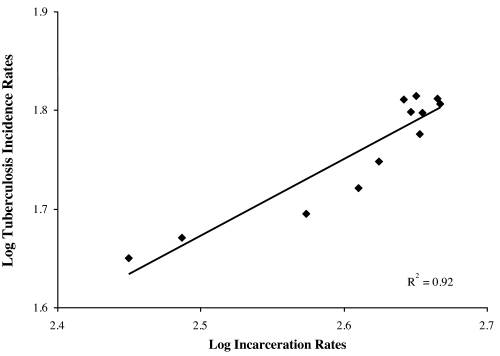 1.9
1.8
1.7
1.6
Log Tuberculosis Incidence Rates
R² = 0.92
2.4 2.5 2.6 2.7
Log Incarceration Rates